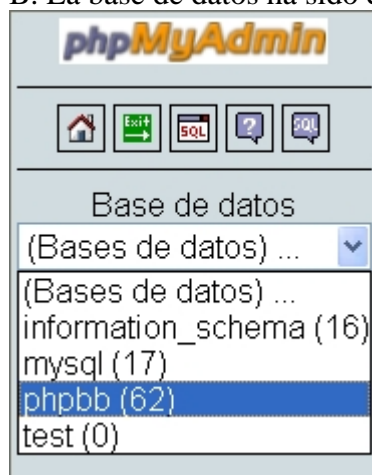 B. La base de datos ha sido
phpMyAdmin
Exit SQL ? SQL
Base de datos
(Bases de datos) ...
(Bases de datos) ...
information_schema (16)
mysql (17)
phpbb (62)
test (0)